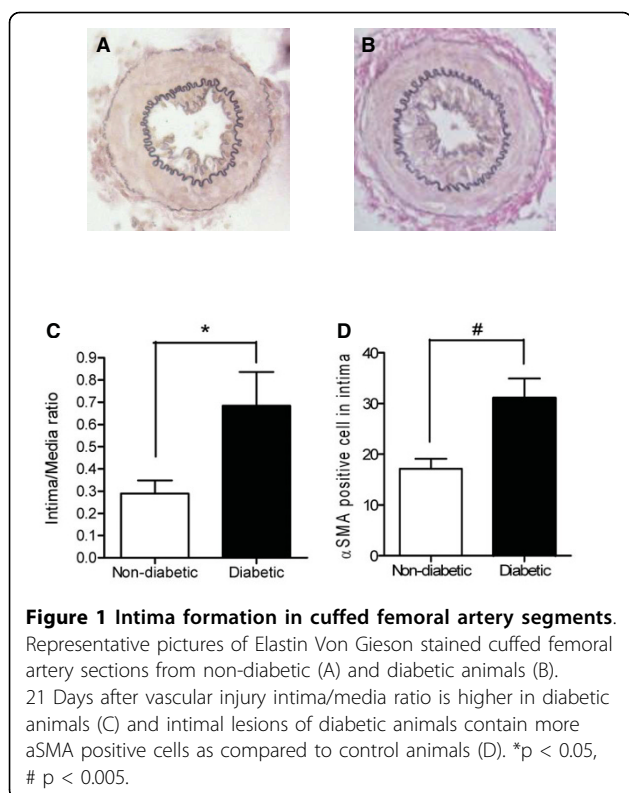 A
B
C
*
Intima/Media ratio
0.9
0.8
0.7
0.6
0.5
0.4
0.3
0.2
0.1
0.0
Non-diabetic Diabetic
D
#
αSMA positive cell in intima
40
30
20
10
0
Non-diabetic Diabetic
Figure 1 Intima formation in cuffed femoral artery segments.
Representative pictures of Elastin Von Gieson stained cuffed femoral
artery sections from non-diabetic (A) and diabetic animals (B).
21 Days after vascular injury intima/media ratio is higher in diabetic
animals (C) and intimal lesions of diabetic animals contain more
aSMA positive cells as compared to control animals (D). *p < 0.05,
# p < 0.005.